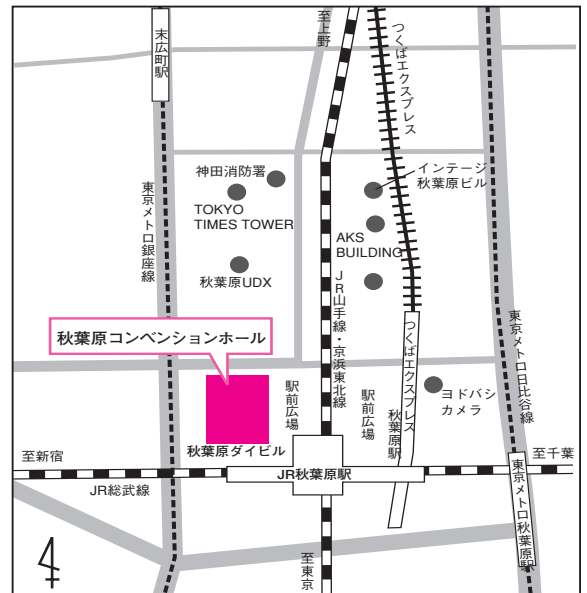 末広町駅
至上野
つくばエクスプレス
神田消防署
TOKYO
TIMES TOWER
インテージ
秋葉原ビル
AKS
BUILDING
東京メトロ銀座線
秋葉原UDX
JR山手線・京浜東北線
つくばエクスプレス
秋葉原駅
東京メトロ日比谷線
秋葉原コンベンションホール
駅前広場
駅前広場
ヨドバシ
カメラ
秋葉原ダイビル
至新宿
JR総武線
JR秋葉原駅
至千葉
東京メトロ秋葉原駅
至東京